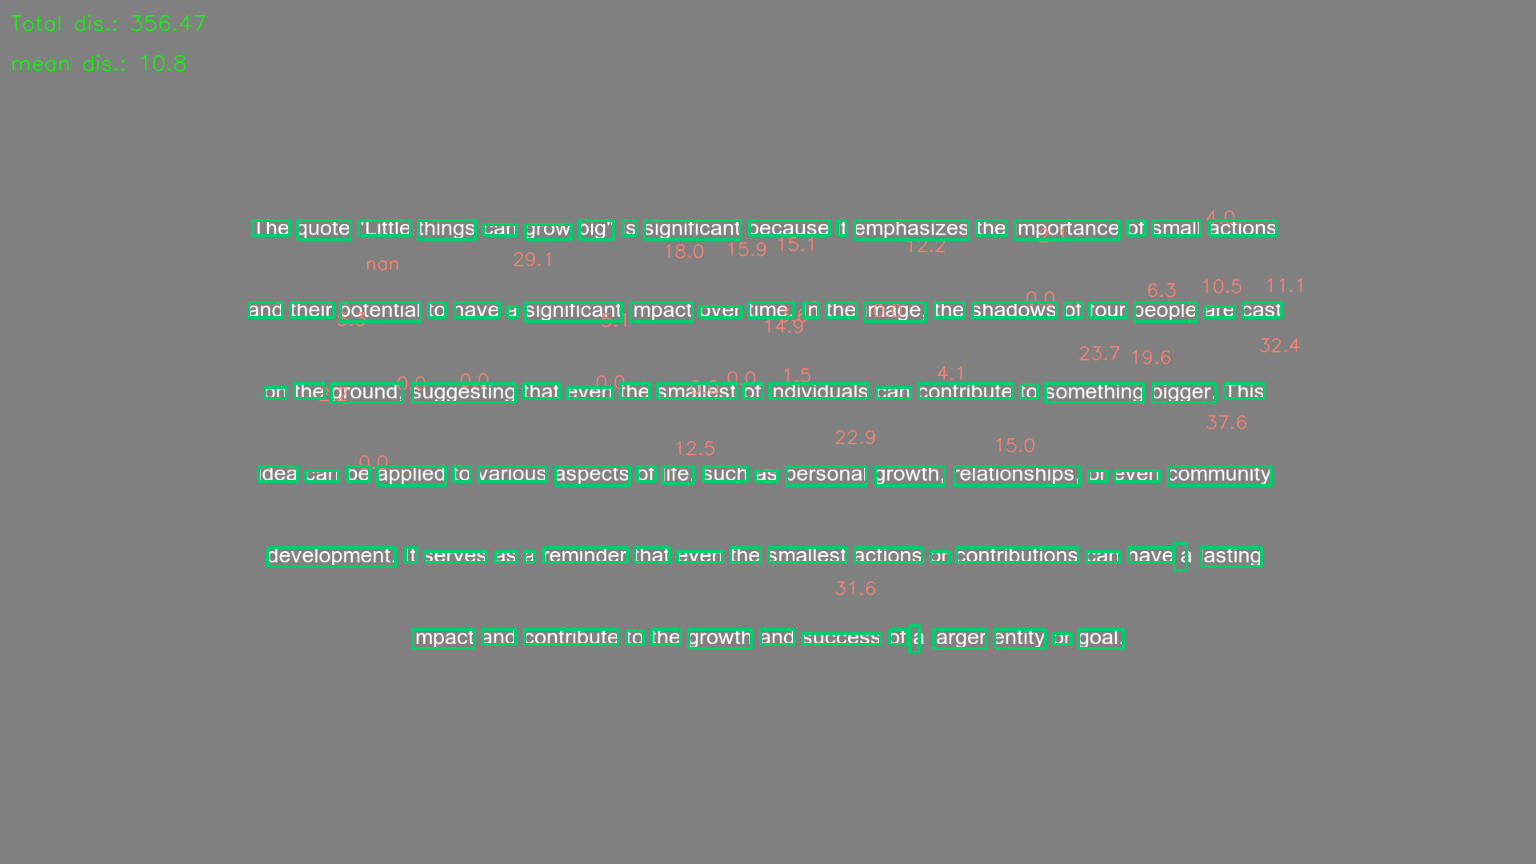 Total dis.: 356.47
mean dis.: 10.8
The quote "Little things can grow big" is significant because it emphasizes the importance of small actions
4.0
18.0 15.9 15.1 12.2
nan 29.1
and their potential to have a significant impact over time. In the image, the shadows of four people are cast
0.0 6.3 10.5 11.1
14.9
23.7 19.6 32.4
on the ground, suggesting that even the smallest of individuals can contribute to something bigger. This
0.0 0.0 0.0 0.0 1.5 4.1
37.6
12.5 22.9 15.0
idea can be applied to various aspects of life, such as personal growth, relationships, or even community
0.0
development. It serves as a reminder that even the smallest actions or contributions can have a lasting
31.6
impact and contribute to the growth and success of a larger entity or goal.